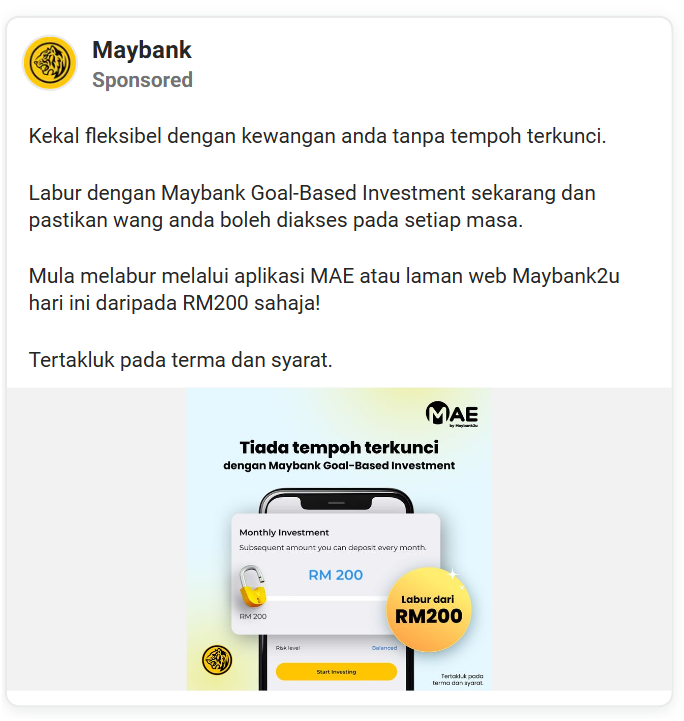 Maybank
Sponsored
Kekal fleksibel dengan kewangan anda tanpa tempoh terkunci.
Labur dengan Maybank Goal-Based Investment sekarang dan
pastikan wang anda boleh diakses pada setiap masa.
Mula melabur melalui aplikasi MAE atau laman web Maybank2u
hari ini daripada RM200 sahaja!
Tertakluk pada terma dan syarat.
MAE
by Maybank2u
Tiada tempoh terkunci
dengan Maybank Goal-Based Investment
Monthly Investment
Subsequent amount you can deposit every month.
RM 200
RM 200
Labur dari
RM200
Risk level
Balanced
Start Investing
Tertakluk pada
terma dan syarat.